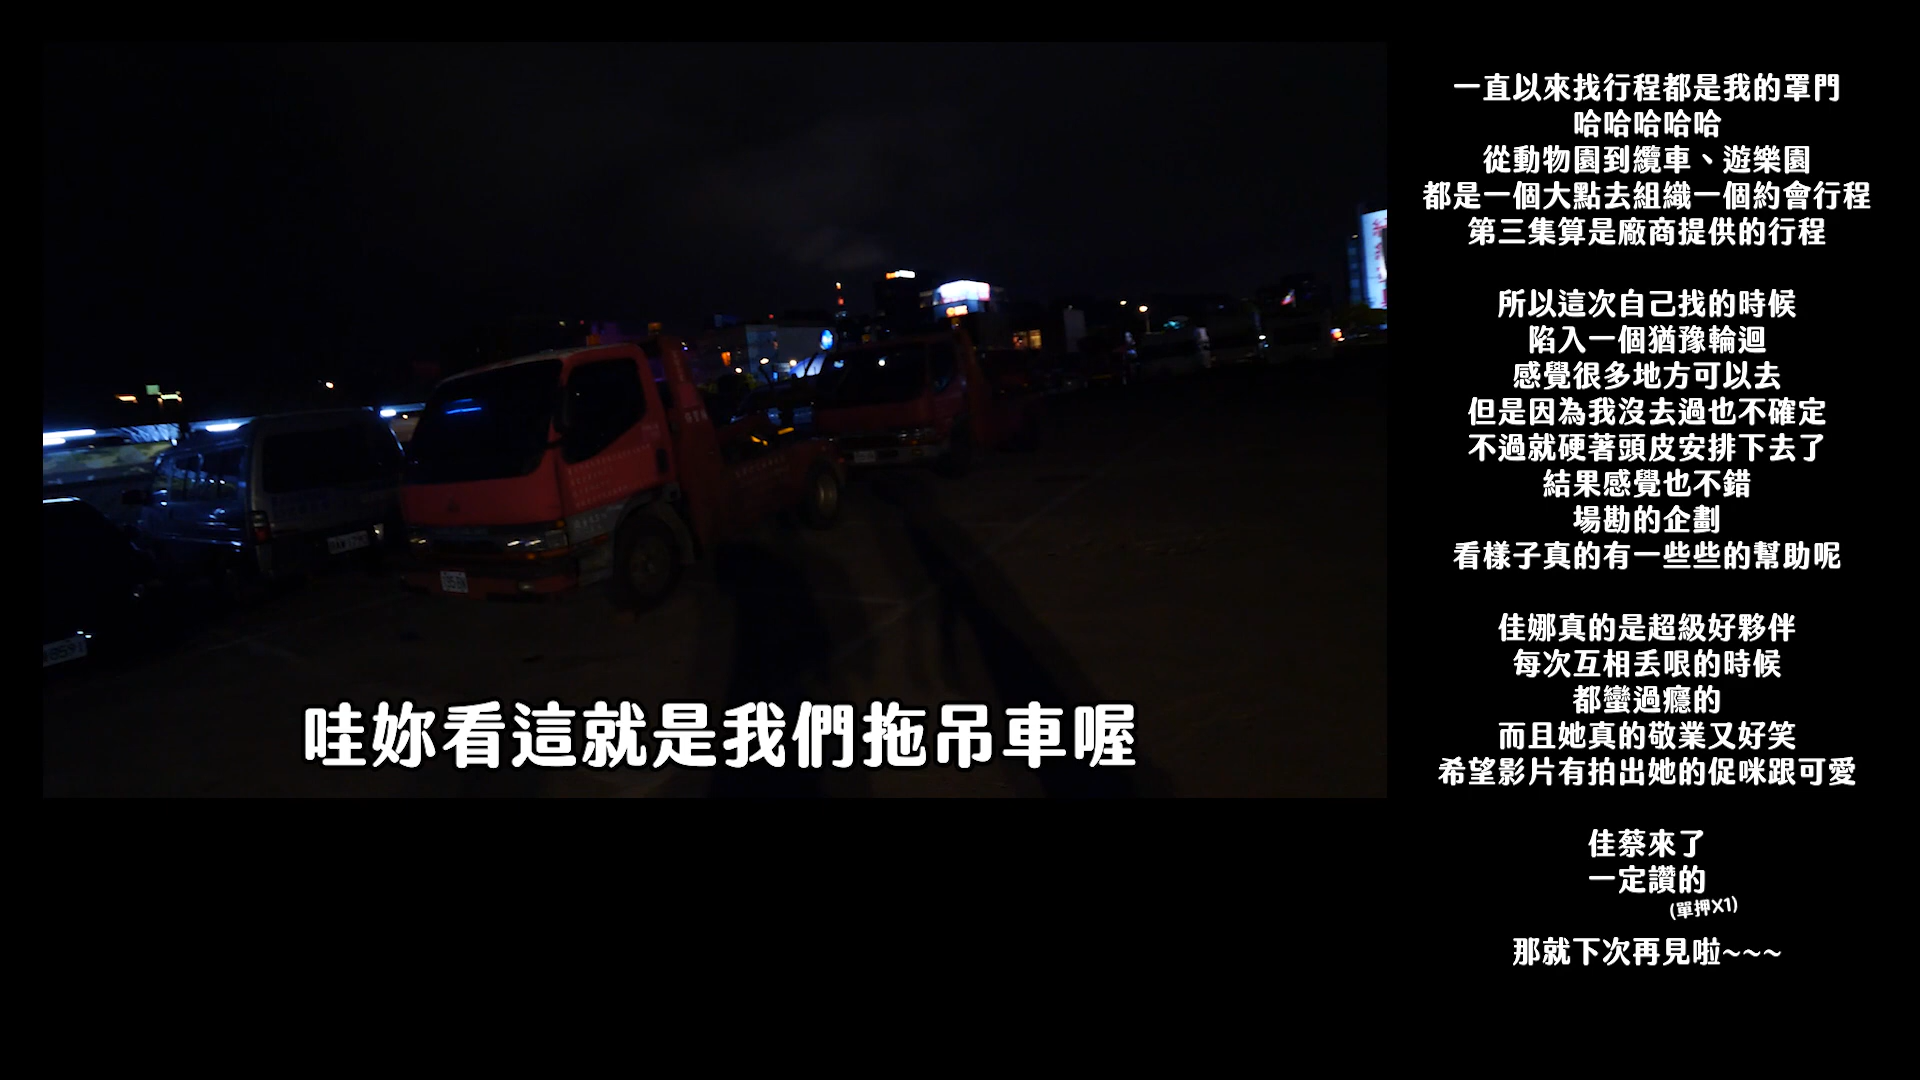 哇妳看這就是我們拖吊車喔
一直以來找行程都是我的罩門
哈哈哈哈哈
從動物園到纜車、遊樂園
都是一個大點去組織一個約會行程
第三集算是廠商提供的行程
所以這次自己找的時候
陷入一個猶豫輪迴
感覺很多地方可以去
但是因為我沒去過也不確定
不過就硬著頭皮安排下去了
結果感覺也不錯
場勘的企劃
看樣子真的有一些些的幫助呢
佳娜真的是超級好夥伴
每次互相丟哏的時候
都蠻過癮的
而且她真的敬業又好笑
希望影片有拍出她的促咪跟可愛
佳蔡來了
一定讚的
(單押X1)
那就下次再見啦~~~